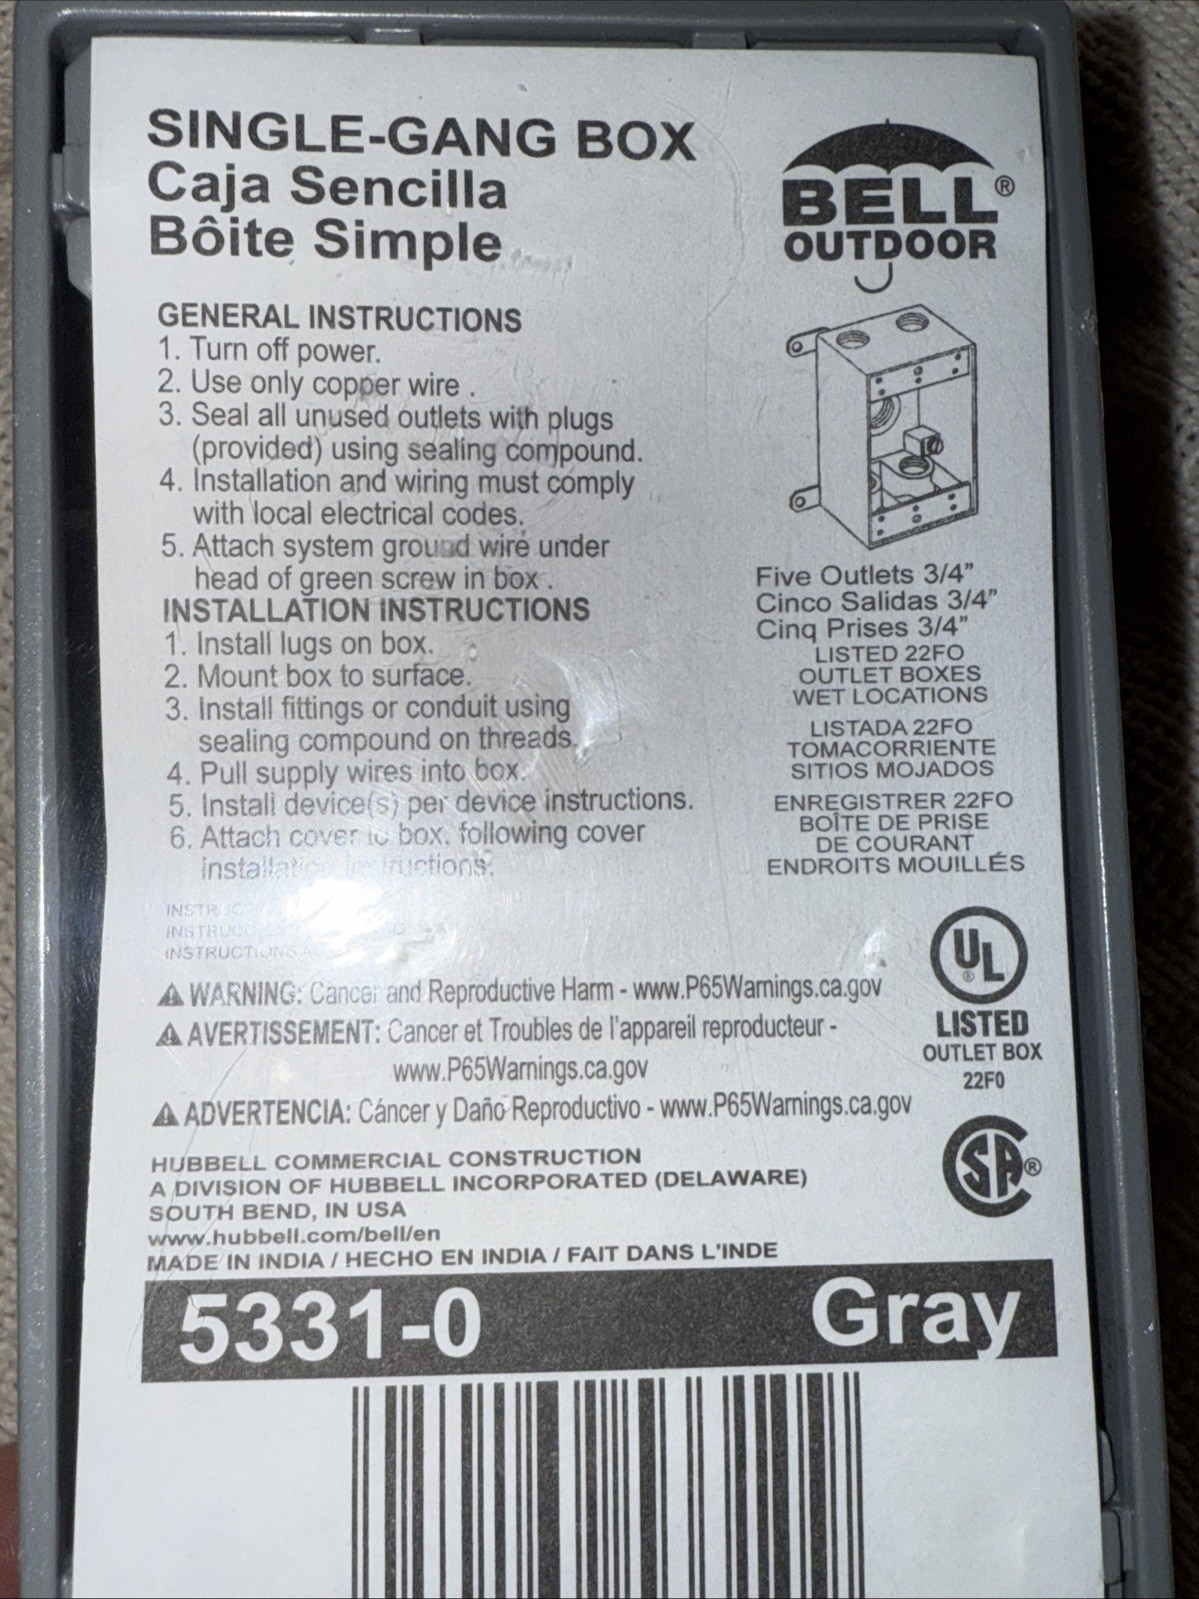 SINGLE-GANG BOX
Caja Sencilla
Bôite Simple
BELL®
OUTDOOR
GENERAL INSTRUCTIONS
1. Turn off power.
2. Use only copper wire .
3. Seal all unused outlets with plugs
(provided) using sealing compound.
4. Installation and wiring must comply
with local electrical codes.
5. Attach system ground wire under
head of green screw in box .
INSTALLATION INSTRUCTIONS
1. Install lugs on box.
2. Mount box to surface.
3. Install fittings or conduit using
sealing compound on threads.
4. Pull supply wires into box.
5. Install device(s) per device instructions.
6. Attach cover to box, following cover
installation instructions.
Five Outlets 3/4”
Cinco Salidas 3/4”
Cinq Prises 3/4”
LISTED 22FO
OUTLET BOXES
WET LOCATIONS
LISTADA 22FO
TOMACORRIENTE
SITIOS MOJADOS
ENREGISTRER 22FO
BOÎTE DE PRISE
DE COURANT
ENDROITS MOUILLÉS
⚠ WARNING: Cancer and Reproductive Harm - www.P65Warnings.ca.gov
⚠ AVERTISSEMENT: Cancer et Troubles de l'appareil reproducteur -
www.P65Warnings.ca.gov
⚠ ADVERTENCIA: Cáncer y Daño Reproductivo - www.P65Warnings.ca.gov
UL®
LISTED
OUTLET BOX
22F0
SA®
HUBBELL COMMERCIAL CONSTRUCTION
A DIVISION OF HUBBELL INCORPORATED (DELAWARE)
SOUTH BEND, IN USA
www.hubbell.com/bell/en
MADE IN INDIA / HECHO EN INDIA / FAIT DANS L'INDE
5331-0 Gray